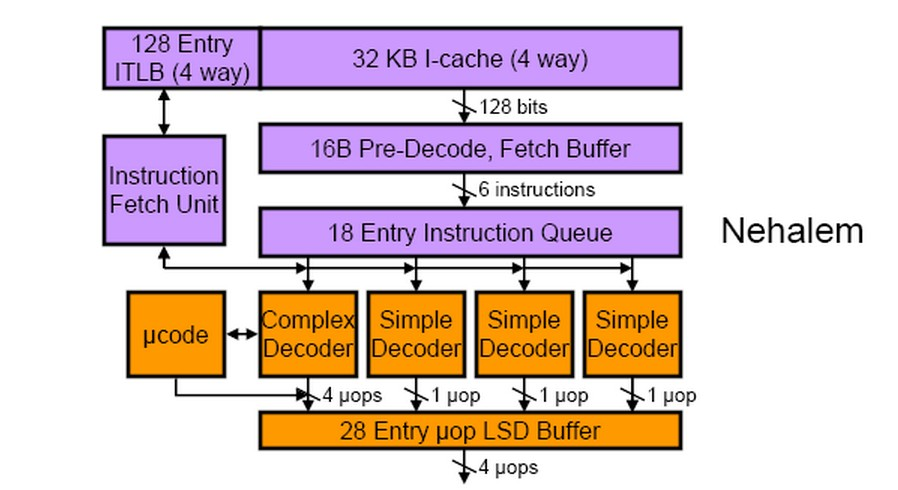 128 Entry
ITLB (4 way)
32 KB I-cache (4 way)
128 bits
16B Pre-Decode, Fetch Buffer
Instruction
Fetch Unit
6 instructions
18 Entry Instruction Queue
Nehalem
µcode
Complex
Decoder
Simple
Decoder
Simple
Decoder
Simple
Decoder
4 µops
1 µop
1 µop
1 µop
28 Entry µop LSD Buffer
4 µops